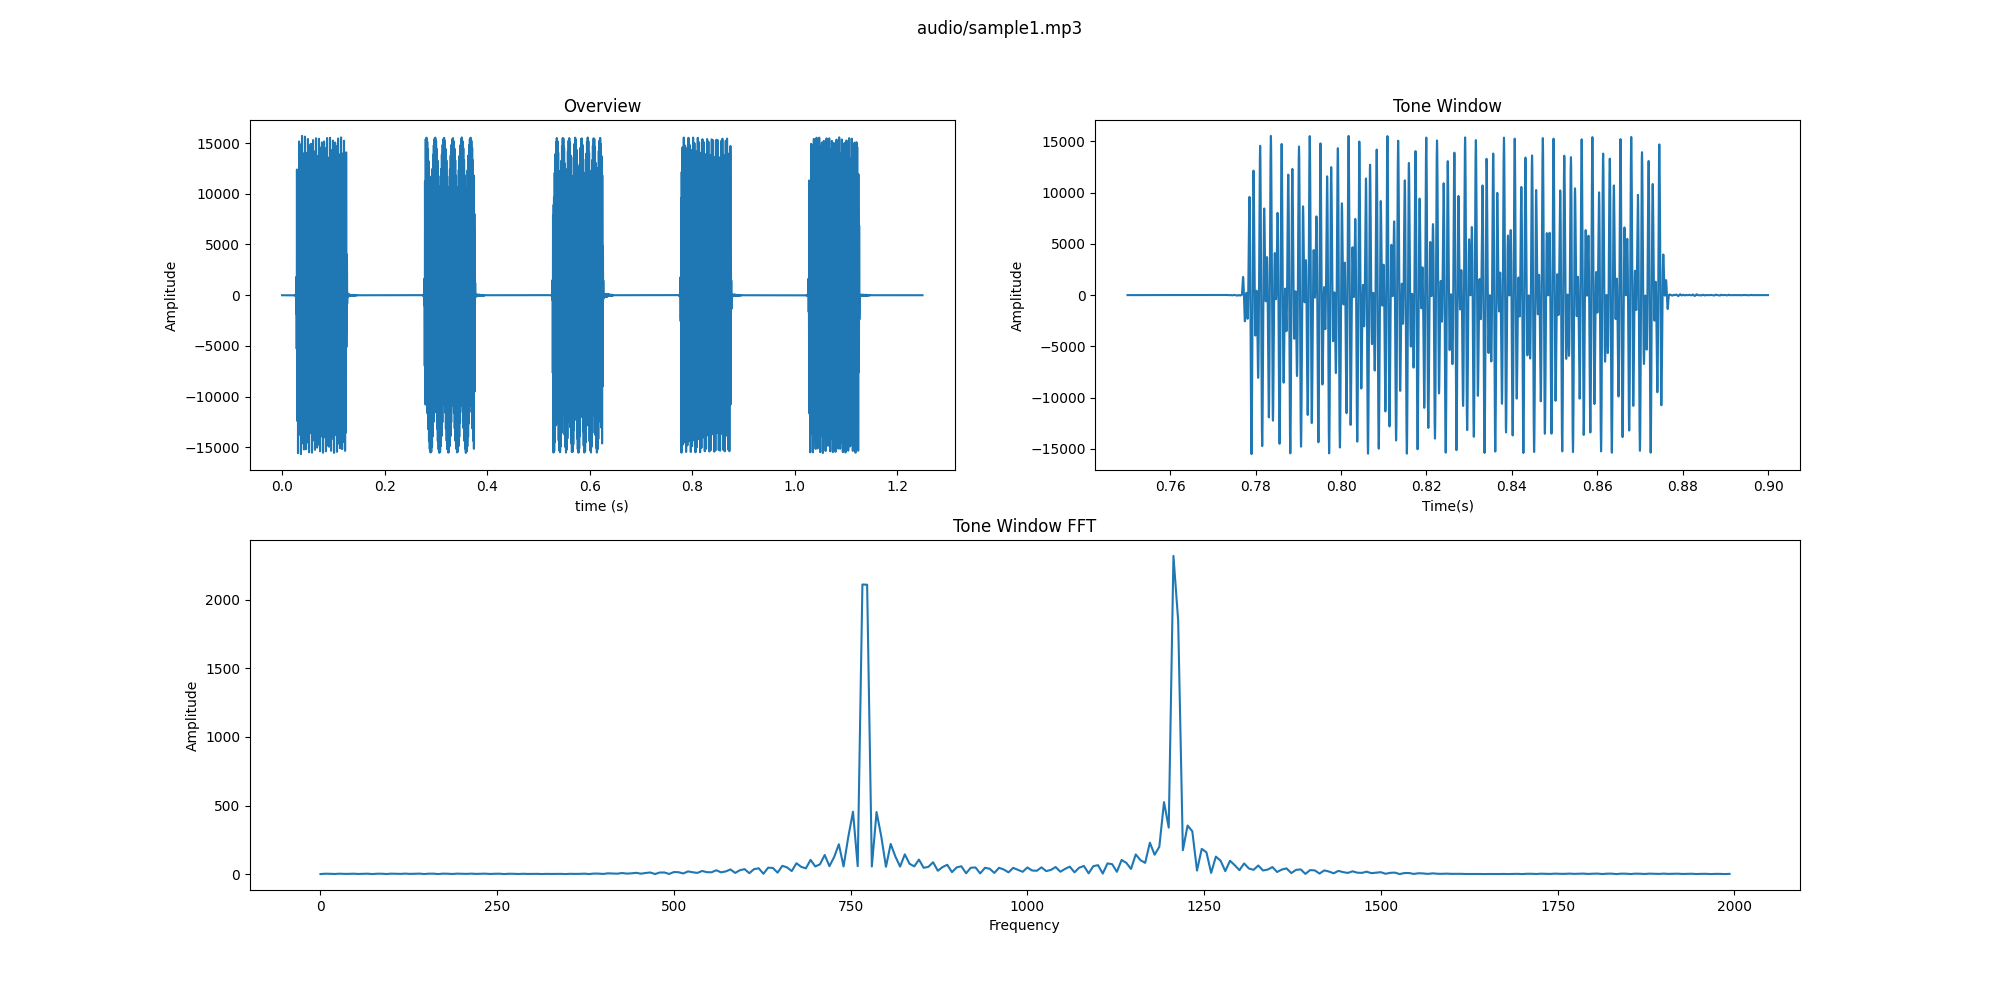 audio/sample1.mp3
Overview
15000
10000
5000
0
−5000
−10000
−15000
Amplitude
0.0 0.2 0.4 0.6 0.8 1.0 1.2
time (s)
Tone Window
15000
10000
5000
0
−5000
−10000
−15000
Amplitude
0.76 0.78 0.80 0.82 0.84 0.86 0.88 0.90
Time(s)
Tone Window FFT
2000
1500
1000
500
0
Amplitude
0 250 500 750 1000 1250 1500 1750 2000
Frequency